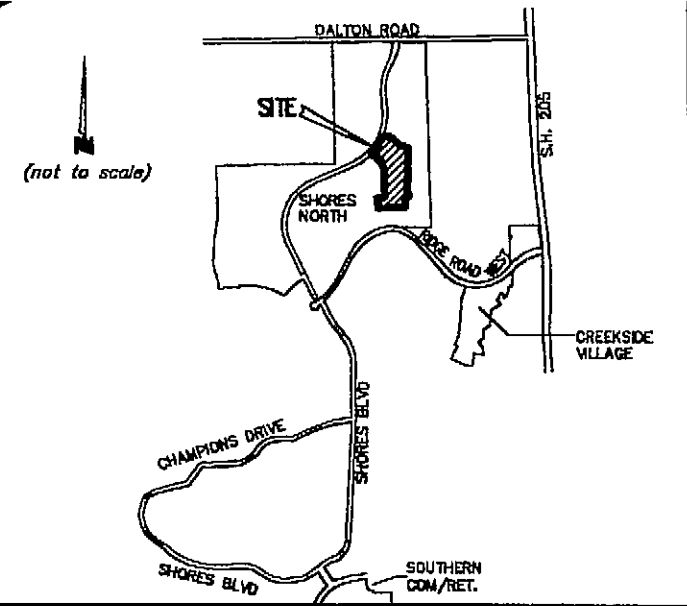 DALTON ROAD
S.H. 205
SITE
N
(not to scale)
SHORES
NORTH
RIDGE ROAD WEST
CREEKSIDE
VILLAGE
CHAMPIONS DRIVE
SHORES BLVD
SHORES BLVD
SOUTHERN
COM/RET.